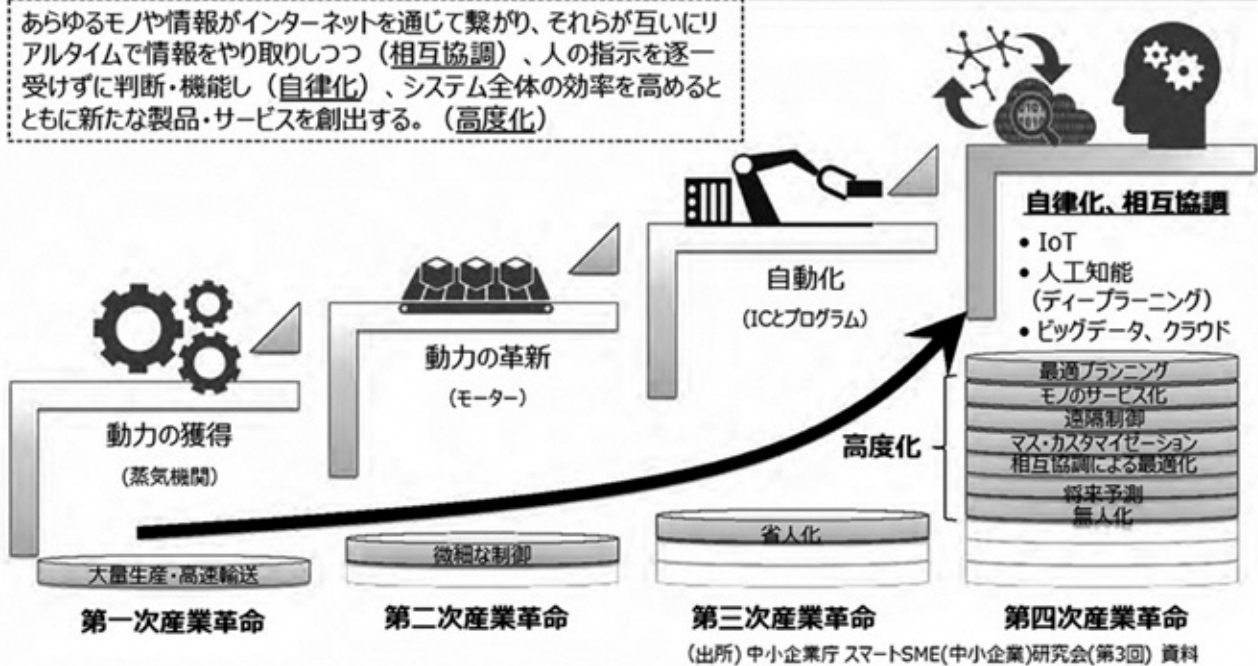 あらゆるモノや情報がインターネットを通じて繋がり、それらが互いにリ
アルタイムで情報をやり取りしつつ（相互協調）、人の指示を逐一
受けずに判断・機能し（自律化）、システム全体の効率を高めると
ともに新たな製品・サービスを創出する。（高度化）
動力の獲得
(蒸気機関)
大量生産・高速輸送
第一次産業革命
動力の革新
(モーター)
微細な制御
第二次産業革命
自動化
(ICとプログラム)
省人化
第三次産業革命
自律化、相互協調
• IoT
• 人工知能
(ディープラーニング)
• ビッグデータ、クラウド
高度化
最適プランニング
モノのサービス化
遠隔制御
マス・カスタマイゼーション
相互協調による最適化
将来予測
無人化
第四次産業革命
(出所) 中小企業庁 スマートSME(中小企業)研究会(第3回) 資料